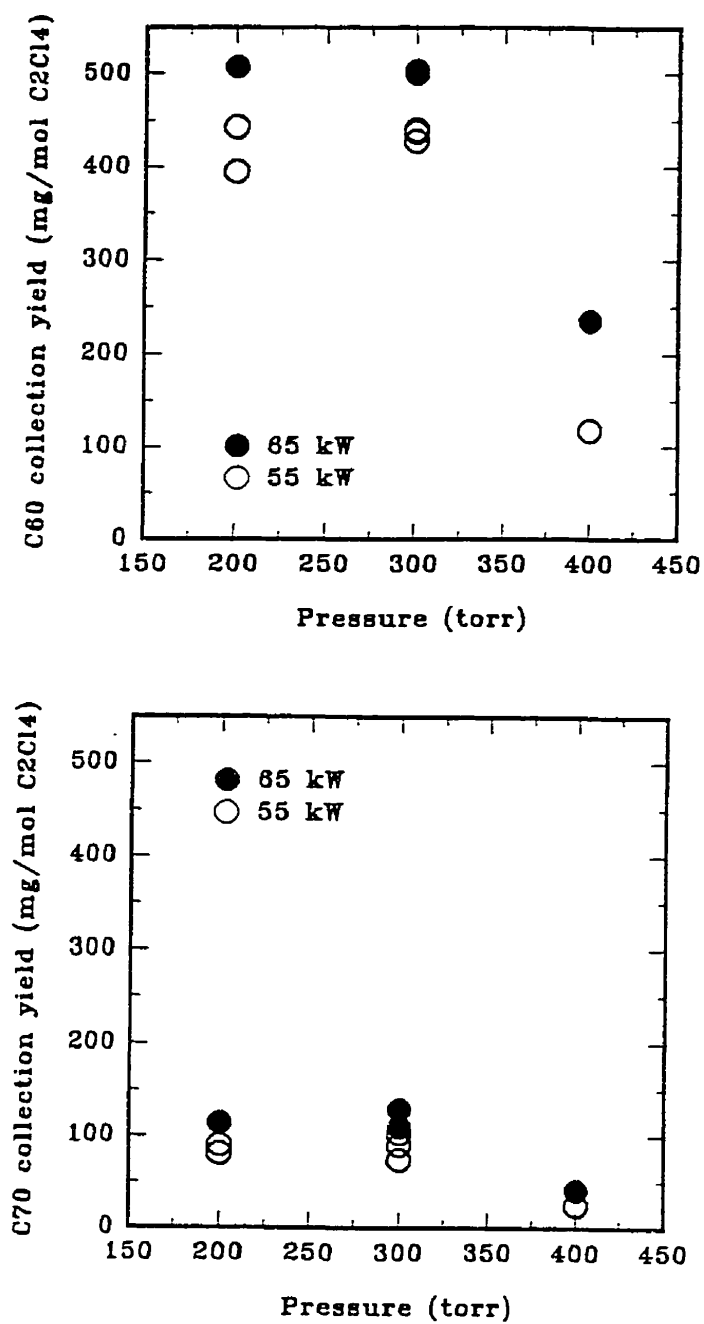 C60 collection yield (mg/mol C2Cl4)
500
400
300
200
100
0
65 kW
55 kW
150 200 250 300 350 400 450
Pressure (torr)
C70 collection yield (mg/mol C2Cl4)
500
400
300
200
100
0
65 kW
55 kW
150 200 250 300 350 400 450
Pressure (torr)